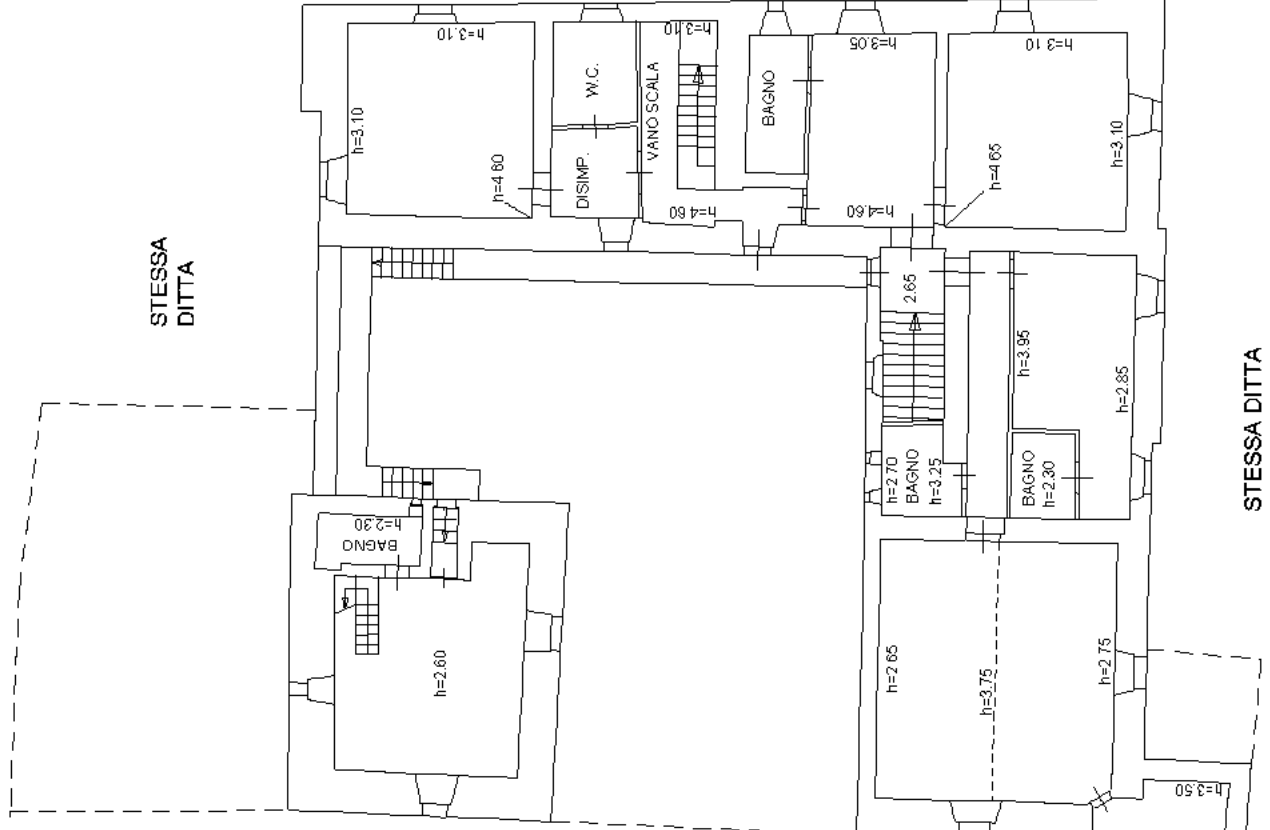 h=3.10
h=3.10
h=3.05
h=3.10
W.C.
VANO SCALA
BAGNO
h=3.10
h=3.10
h=4.60
DISIMP.
h=4.65
h=4.60
h=4.60
STESSA
DITTA
2.65
h=3.95
h=2.85
STESSA DITTA
h=2.70
BAGNO
h=3.25
BAGNO
h=2.30
h=2.30
BAGNO
h=2.60
h=2.65
h=3.75
h=2.75
h=3.50
h=3.10